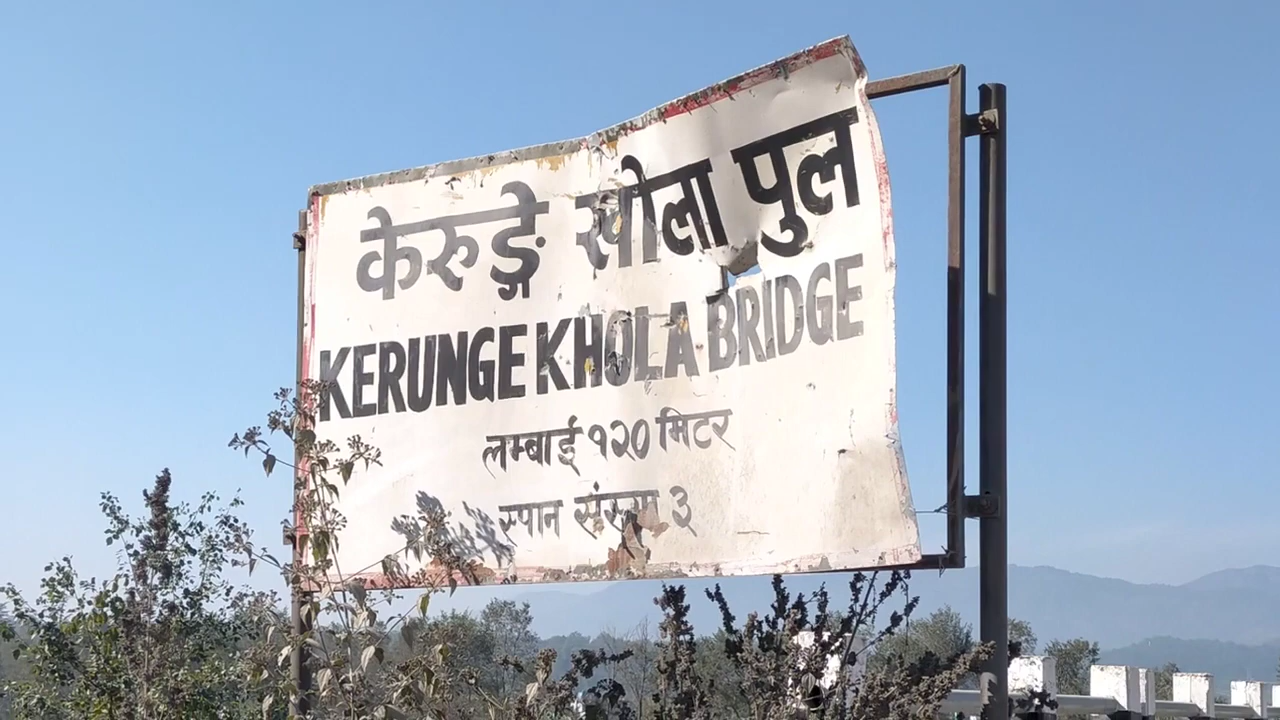 केरुङ्गे खोला पुल
KERUNGE KHOLA BRIDGE
लम्बाई १२० मिटर
स्पान संख्या ३